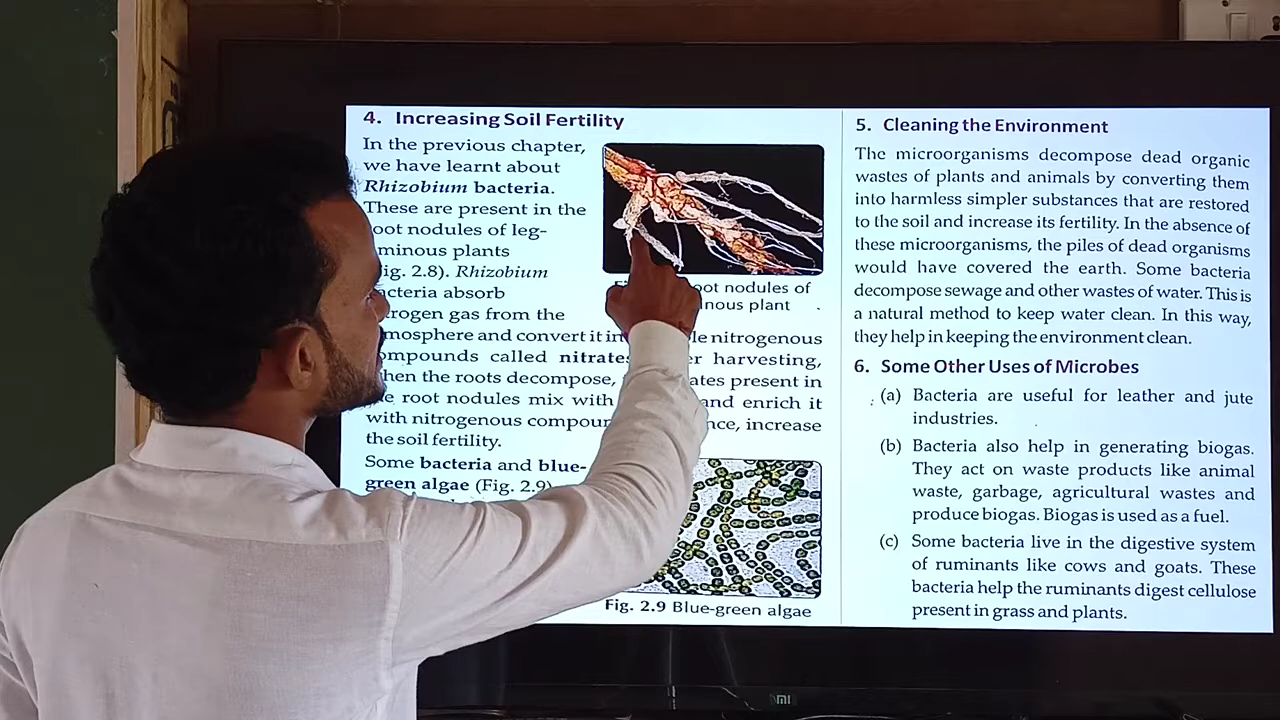 4. Increasing Soil Fertility
In the previous chapter,
we have learnt about
Rhizobium bacteria.
These are present in the
oot nodules of leg-
uminous plants
ig. 2.8). Rhizobium
cteria absorb
rogen gas from the
mosphere and convert it in le nitrogenous
ompounds called nitrates er harvesting,
hen the roots decompose, ates present in
e root nodules mix with and enrich it
with nitrogenous compoun nce, increase
the soil fertility.
Some bacteria and blue-
green algae (Fig. 2.9)
oot nodules of
nous plant
Fig. 2.9 Blue-green algae
5. Cleaning the Environment
The microorganisms decompose dead organic
wastes of plants and animals by converting them
into harmless simpler substances that are restored
to the soil and increase its fertility. In the absence of
these microorganisms, the piles of dead organisms
would have covered the earth. Some bacteria
decompose sewage and other wastes of water. This is
a natural method to keep water clean. In this way,
they help in keeping the environment clean.
6. Some Other Uses of Microbes
(a) Bacteria are useful for leather and jute
industries.
(b) Bacteria also help in generating biogas.
They act on waste products like animal
waste, garbage, agricultural wastes and
produce biogas. Biogas is used as a fuel.
(c) Some bacteria live in the digestive system
of ruminants like cows and goats. These
bacteria help the ruminants digest cellulose
present in grass and plants.
mi